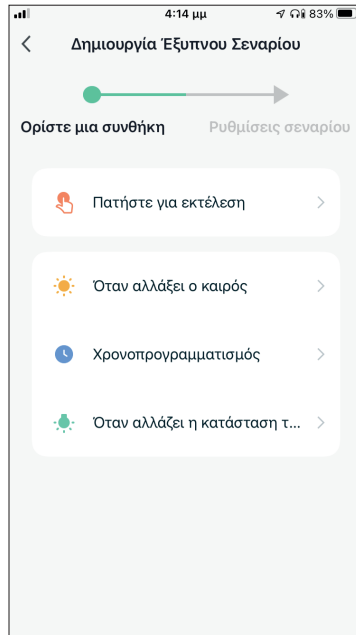 4:14 μμ 83%
Δημιουργία Έξυπνου Σεναρίου
Ορίστε μια συνθήκη Ρυθμίσεις σεναρίου
Πατήστε για εκτέλεση
Όταν αλλάξει ο καιρός
Χρονοπρογραμματισμός
Όταν αλλάζει η κατάσταση τ...